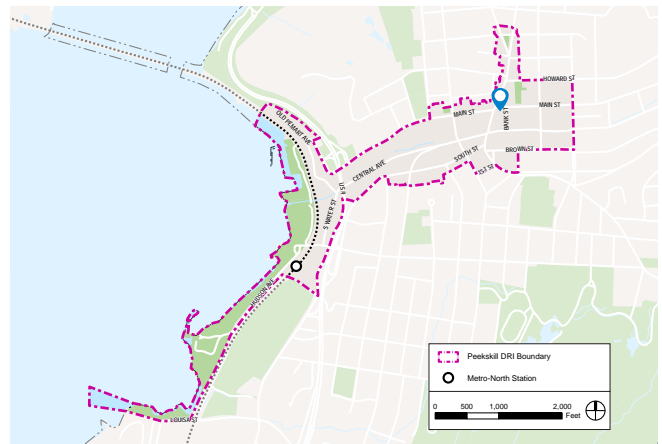 HOWARD ST
MAIN ST
MAIN ST
BANK ST
OLD PEMART AVE
BROWN ST
SOUTH ST
1ST ST
CENTRAL AVE
US 9
S WATER ST
HUDSON AVE
LOUISA ST
Peekskill DRI Boundary
Metro-North Station
0 500 1,000 2,000
Feet